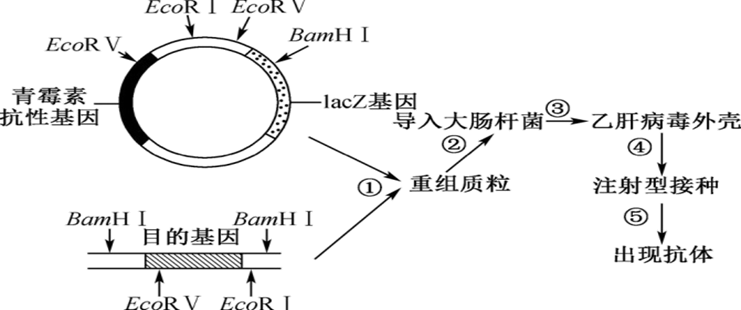 EcoR Ⅰ EcoR Ⅴ
EcoR Ⅴ BamH Ⅰ
青霉素
抗性基因
lacZ基因
导入大肠杆菌 ③ 乙肝病毒外壳
② ④
① 重组质粒 注射型接种
⑤
出现抗体
BamH Ⅰ BamH Ⅰ
目的基因
EcoR Ⅴ EcoR Ⅰ